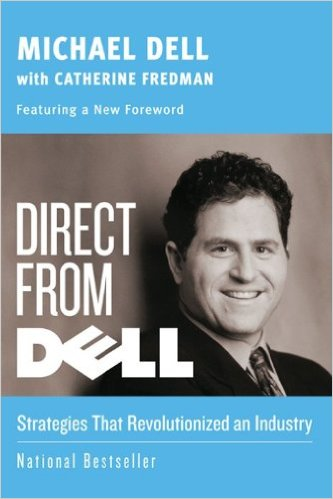 MICHAEL DELL
with CATHERINE FREDMAN
Featuring a New Foreword
DIRECT
FROM
DELL
Strategies That Revolutionized an Industry
National Bestseller